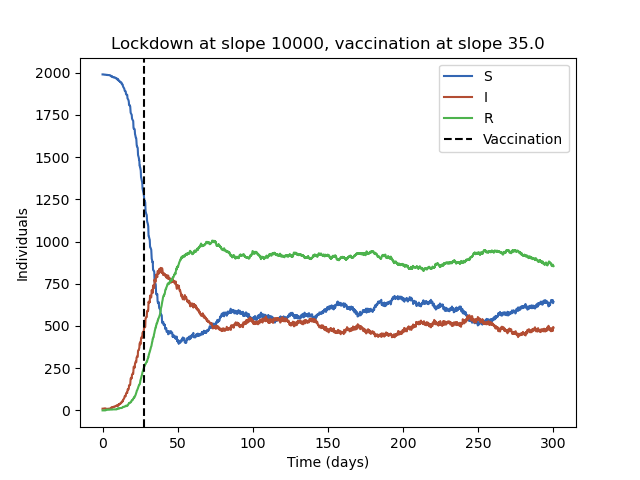 Lockdown at slope 10000, vaccination at slope 35.0
2000
1750
1500
1250
1000
750
500
250
0
Individuals
S
I
R
Vaccination
0 50 100 150 200 250 300
Time (days)